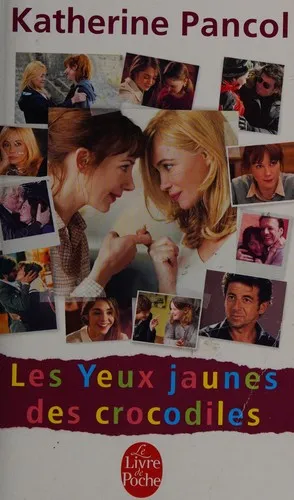 Katherine Pancol
Les Yeux jaunes
des crocodiles
Le
Livre
de
Poche